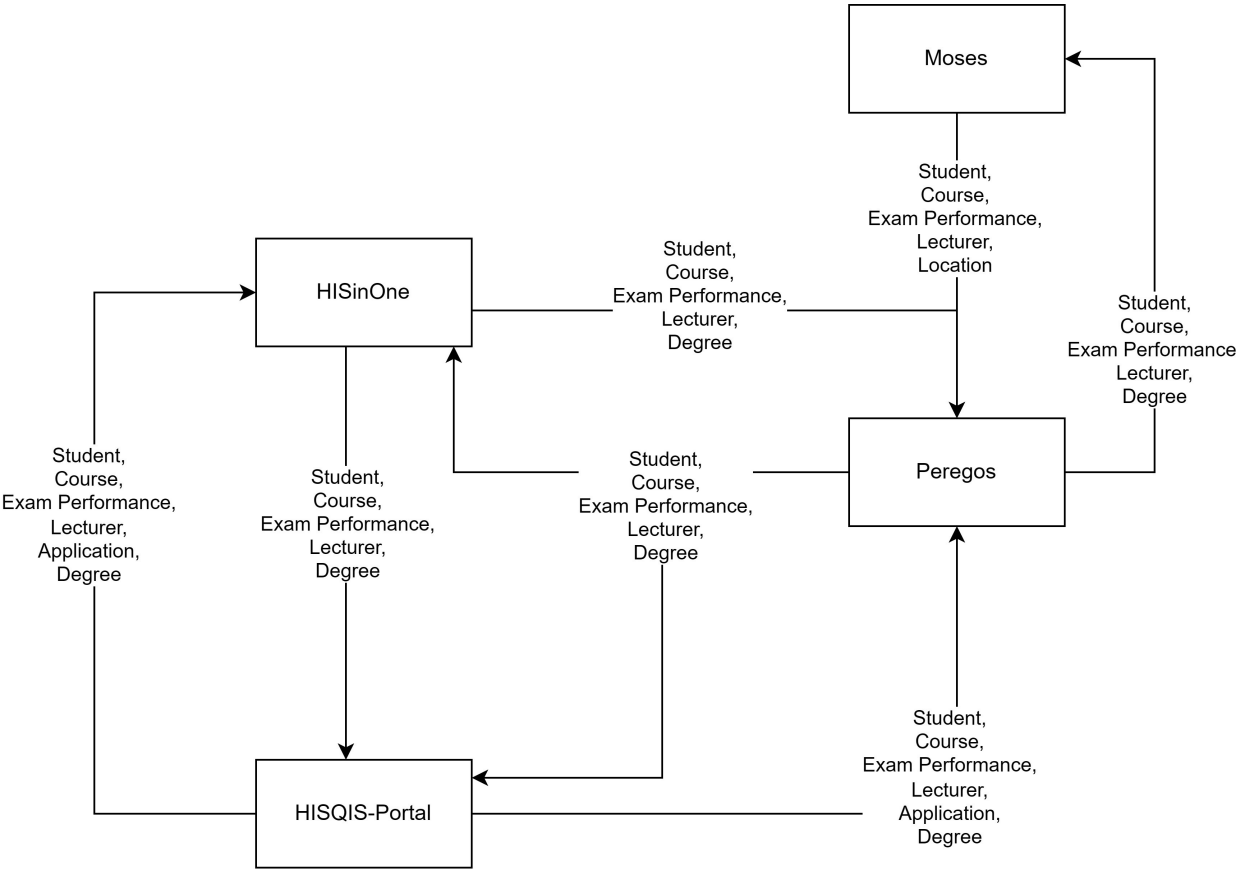 Moses
Student,
Course,
Exam Performance,
Lecturer,
Location
Student,
Course,
Exam Performance,
Lecturer,
Degree
HISinOne
Student,
Course,
Exam Performance
Lecturer,
Degree
Student,
Course,
Exam Performance,
Lecturer,
Application,
Degree
Student,
Course,
Exam Performance,
Lecturer,
Degree
Student,
Course,
Exam Performance,
Lecturer,
Degree
Peregos
HISQIS-Portal
Student,
Course,
Exam Performance,
Lecturer,
Application,
Degree